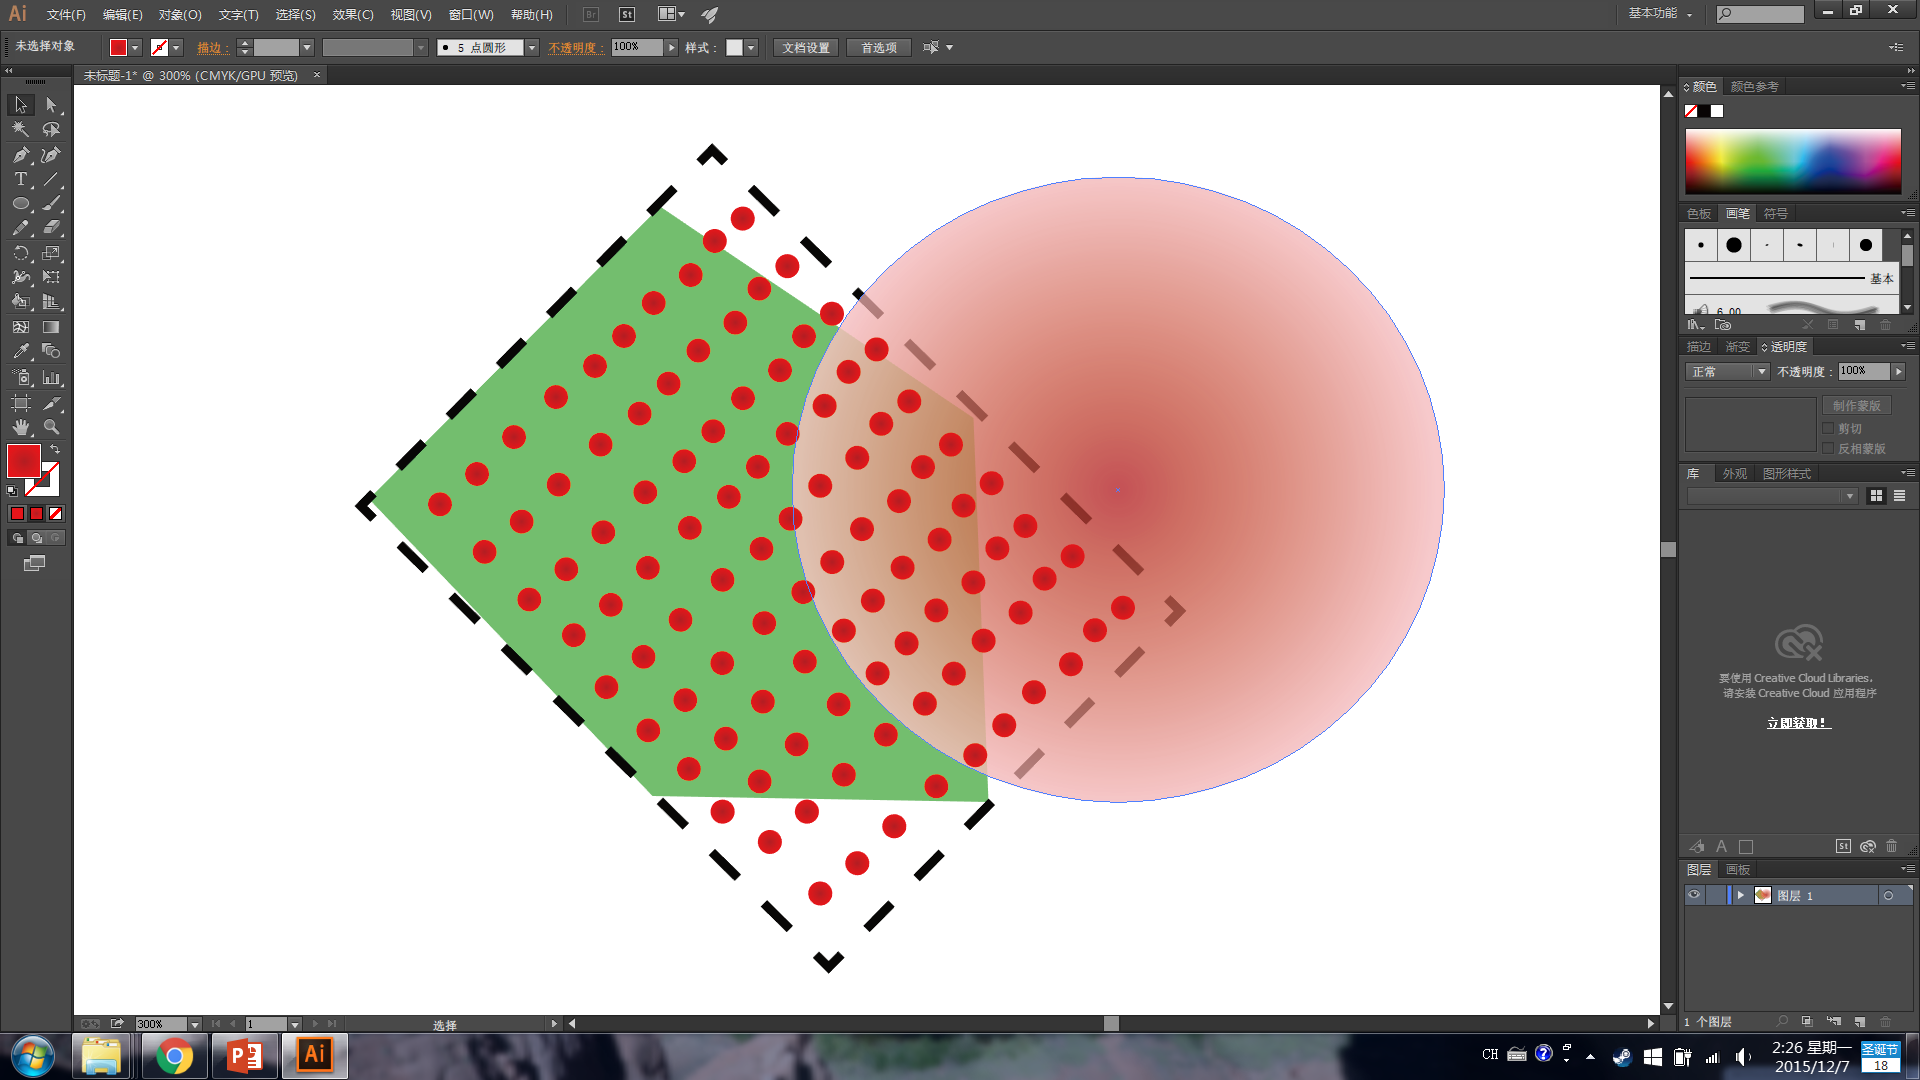 Ai 文件(F) 编辑(E) 对象(O) 文字(T) 选择(S) 效果(C) 视图(V) 窗口(W) 帮助(H) Br St 基本功能
未选择对象 描边： 5 点圆形 不透明度： 100% 样式： 文档设置 首选项
未标题-1* @ 300% (CMYK/GPU 预览) ×
颜色 颜色参考
色板 画笔 符号
基本
6.00
描边 渐变 透明度
正常 不透明度： 100%
制作蒙版
剪切
反相蒙版
库 外观 图形样式
要使用 Creative Cloud Libraries，
请安装 Creative Cloud 应用程序
立即获取！
St
图层 画板
图层 1
1 个图层
300% 1 选择
CH 2:26 星期一
2015/12/7
圣诞节
18